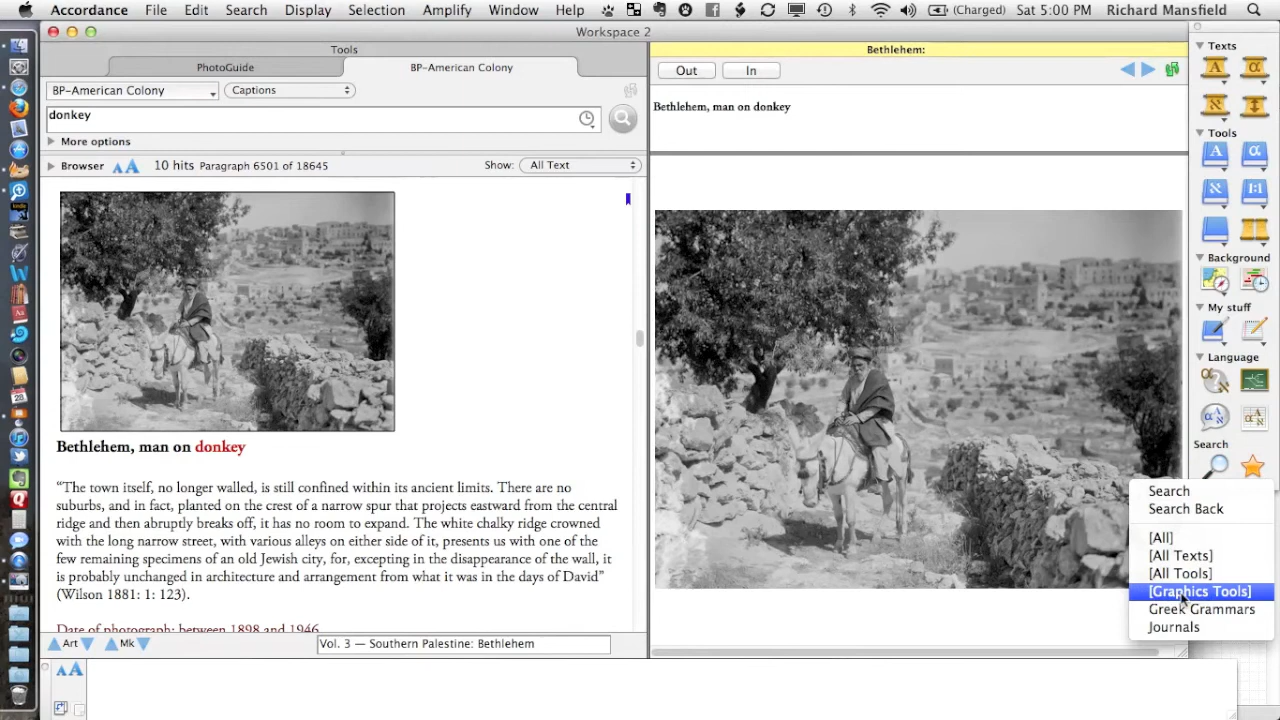 Accordance File Edit Search Display Selection Amplify Window Help (Charged) Sat 5:00 PM Richard Mansfield
Workspace 2
Tools
PhotoGuide BP-American Colony
BP-American Colony Captions
donkey
More options
Browser AA 10 hits Paragraph 6501 of 18645 Show: All Text
Bethlehem, man on donkey
“The town itself, no longer walled, is still confined within its ancient limits. There are no
suburbs, and in fact, planted on the crest of a narrow spur that projects eastward from the central
ridge and then abruptly breaks off, it has no room to expand. The white chalky ridge crowned
with the long narrow street, with various alleys on either side of it, presents us with one of the
few remaining specimens of an old Jewish city, for, excepting in the disappearance of the wall, it
is probably unchanged in architecture and arrangement from what it was in the days of David”
(Wilson 1881: 1: 123).
Date of photograph: between 1898 and 1946
Art Mk Vol. 3 — Southern Palestine: Bethlehem
AA
Bethlehem:
Out In
Bethlehem, man on donkey
Texts
A α
א
Tools
A α
א 1:1
Background
My stuff
Language
Search
Search
Search Back
[All]
[All Texts]
[All Tools]
[Graphics Tools]
Greek Grammars
Journals